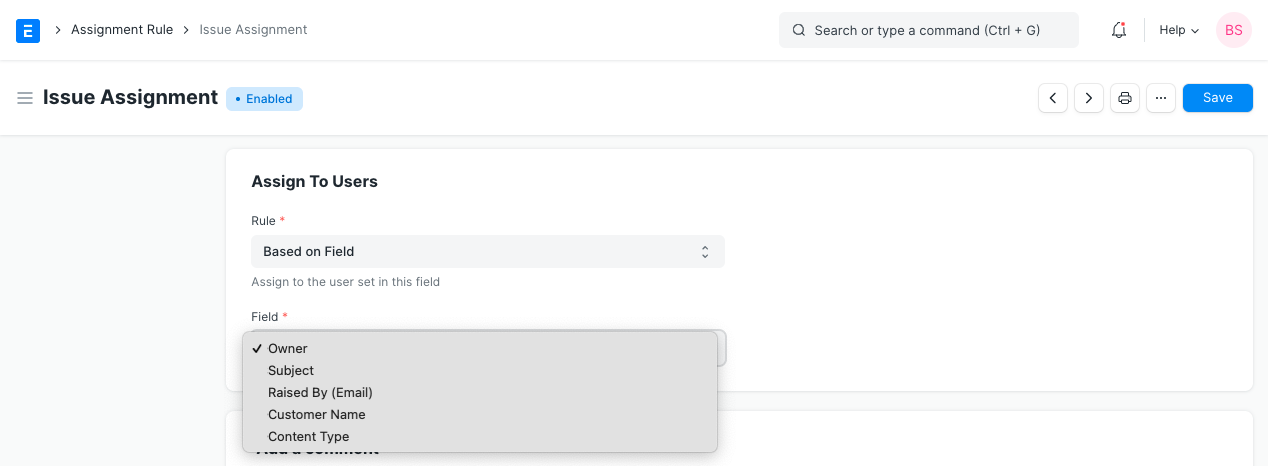 E > Assignment Rule > Issue Assignment Search or type a command (Ctrl + G) Help BS
Issue Assignment • Enabled ... Save
Assign To Users
Rule *
Based on Field
Assign to the user set in this field
Field *
✓ Owner
Subject
Raised By (Email)
Customer Name
Content Type
Add a comment